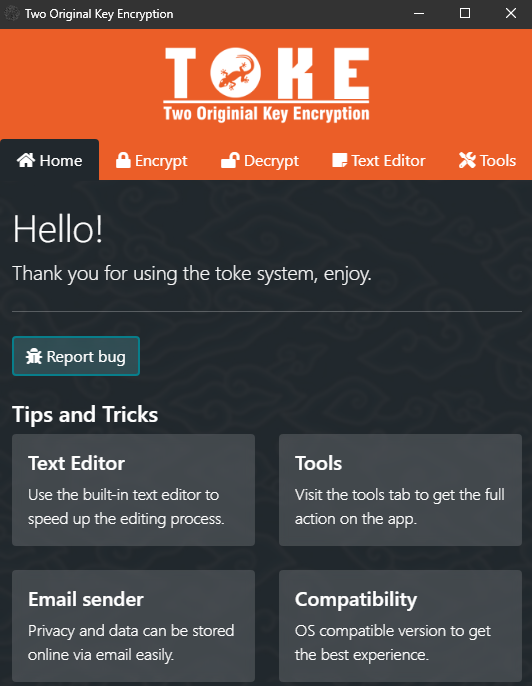 Two Original Key Encryption
TOKE
Two Originial Key Encryption
Home Encrypt Decrypt Text Editor Tools
Hello!
Thank you for using the toke system, enjoy.
Report bug
Tips and Tricks
Text Editor
Use the built-in text editor to
speed up the editing process.
Tools
Visit the tools tab to get the full
action on the app.
Email sender
Privacy and data can be stored
online via email easily.
Compatibility
OS compatible version to get
the best experience.